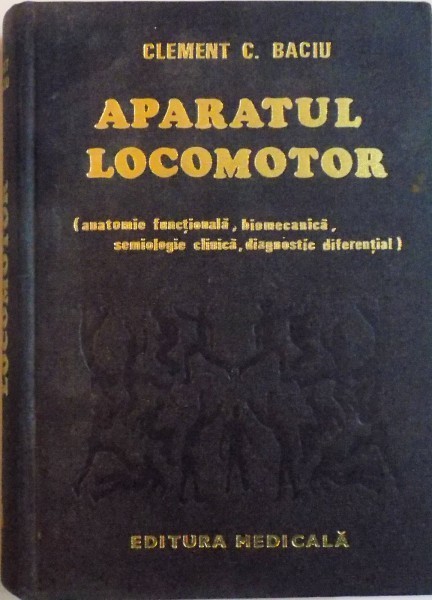 CLEMENT C. BACIU
APARATUL
LOCOMOTOR
(anatomie funcțională, biomecanică,
semiologie clinică, diagnostic diferențial)
EDITURA MEDICALĂ
LOCOMOTOR